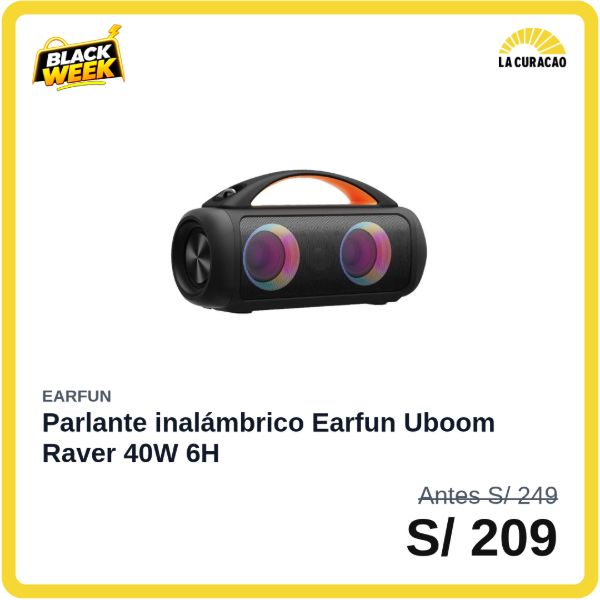 BLACK
WEEK
LA CURACAO
EARFUN
Parlante inalámbrico Earfun Uboom
Raver 40W 6H
Antes S/ 249
S/ 209